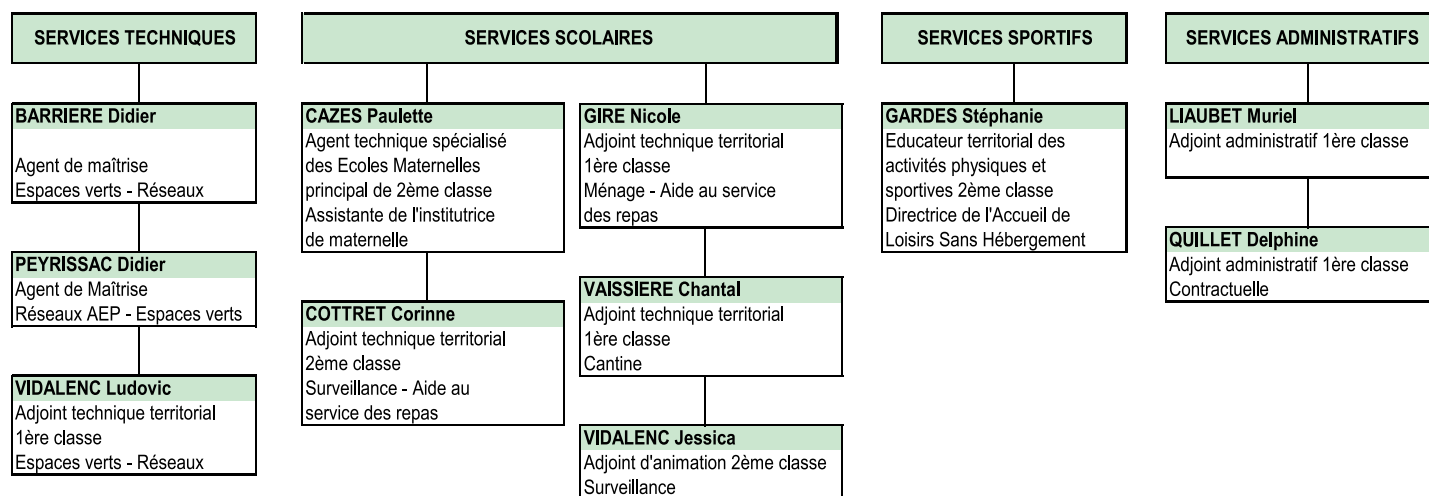 SERVICES TECHNIQUES
BARRIERE Didier
Agent de maîtrise
Espaces verts - Réseaux
PEYRISSAC Didier
Agent de Maîtrise
Réseaux AEP - Espaces verts
VIDALENC Ludovic
Adjoint technique territorial
1ère classe
Espaces verts - Réseaux
SERVICES SCOLAIRES
CAZES Paulette
Agent technique spécialisé
des Ecoles Maternelles
principal de 2ème classe
Assistante de l'institutrice
de maternelle
COTTRET Corinne
Adjoint technique territorial
2ème classe
Surveillance - Aide au
service des repas
GIRE Nicole
Adjoint technique territorial
1ère classe
Ménage - Aide au service
des repas
VAISSIERE Chantal
Adjoint technique territorial
1ère classe
Cantine
VIDALENC Jessica
Adjoint d'animation 2ème classe
Surveillance
SERVICES SPORTIFS
GARDES Stéphanie
Educateur territorial des
activités physiques et
sportives 2ème classe
Directrice de l'Accueil de
Loisirs Sans Hébergement
SERVICES ADMINISTRATIFS
LIAUBET Muriel
Adjoint administratif 1ère classe
QUILLET Delphine
Adjoint administratif 1ère classe
Contractuelle